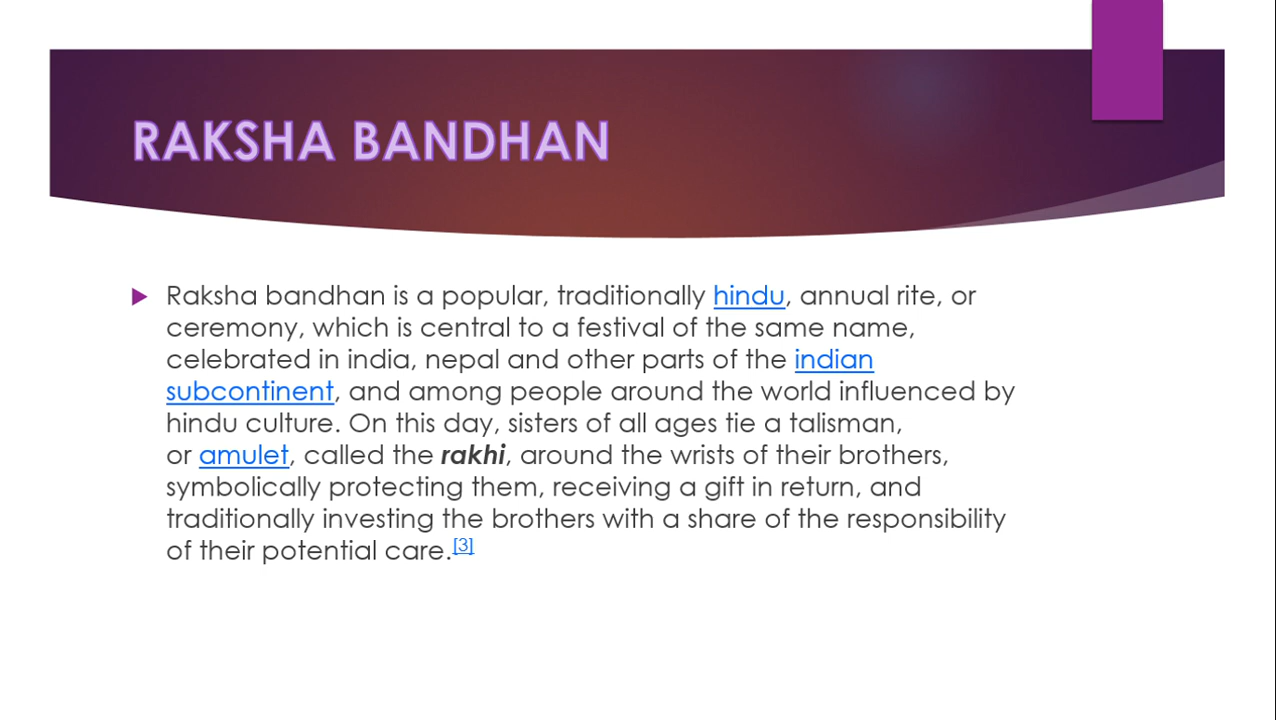 RAKSHA BANDHAN
Raksha bandhan is a popular, traditionally hindu, annual rite, or
ceremony, which is central to a festival of the same name,
celebrated in india, nepal and other parts of the indian
subcontinent, and among people around the world influenced by
hindu culture. On this day, sisters of all ages tie a talisman,
or amulet, called the rakhi, around the wrists of their brothers,
symbolically protecting them, receiving a gift in return, and
traditionally investing the brothers with a share of the responsibility
of their potential care.[3]